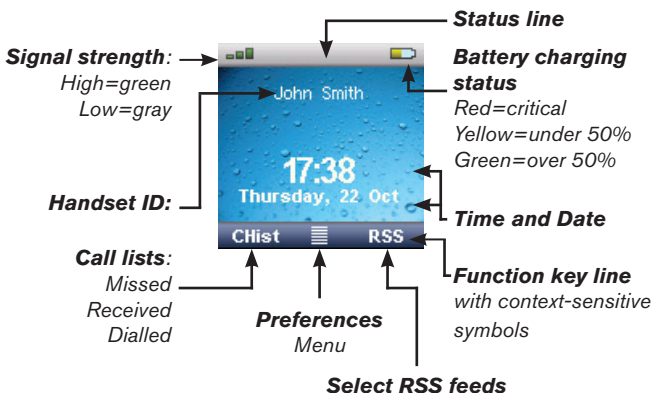 Status line
Signal strength:
High=green
Low=gray
Battery charging
status
Red=critical
Yellow=under 50%
Green=over 50%
John Smith
17:38
Thursday, 22 Oct
Handset ID:
Time and Date
CHist
RSS
Call lists:
Missed
Received
Dialled
Preferences
Menu
Function key line
with context-sensitive
symbols
Select RSS feeds